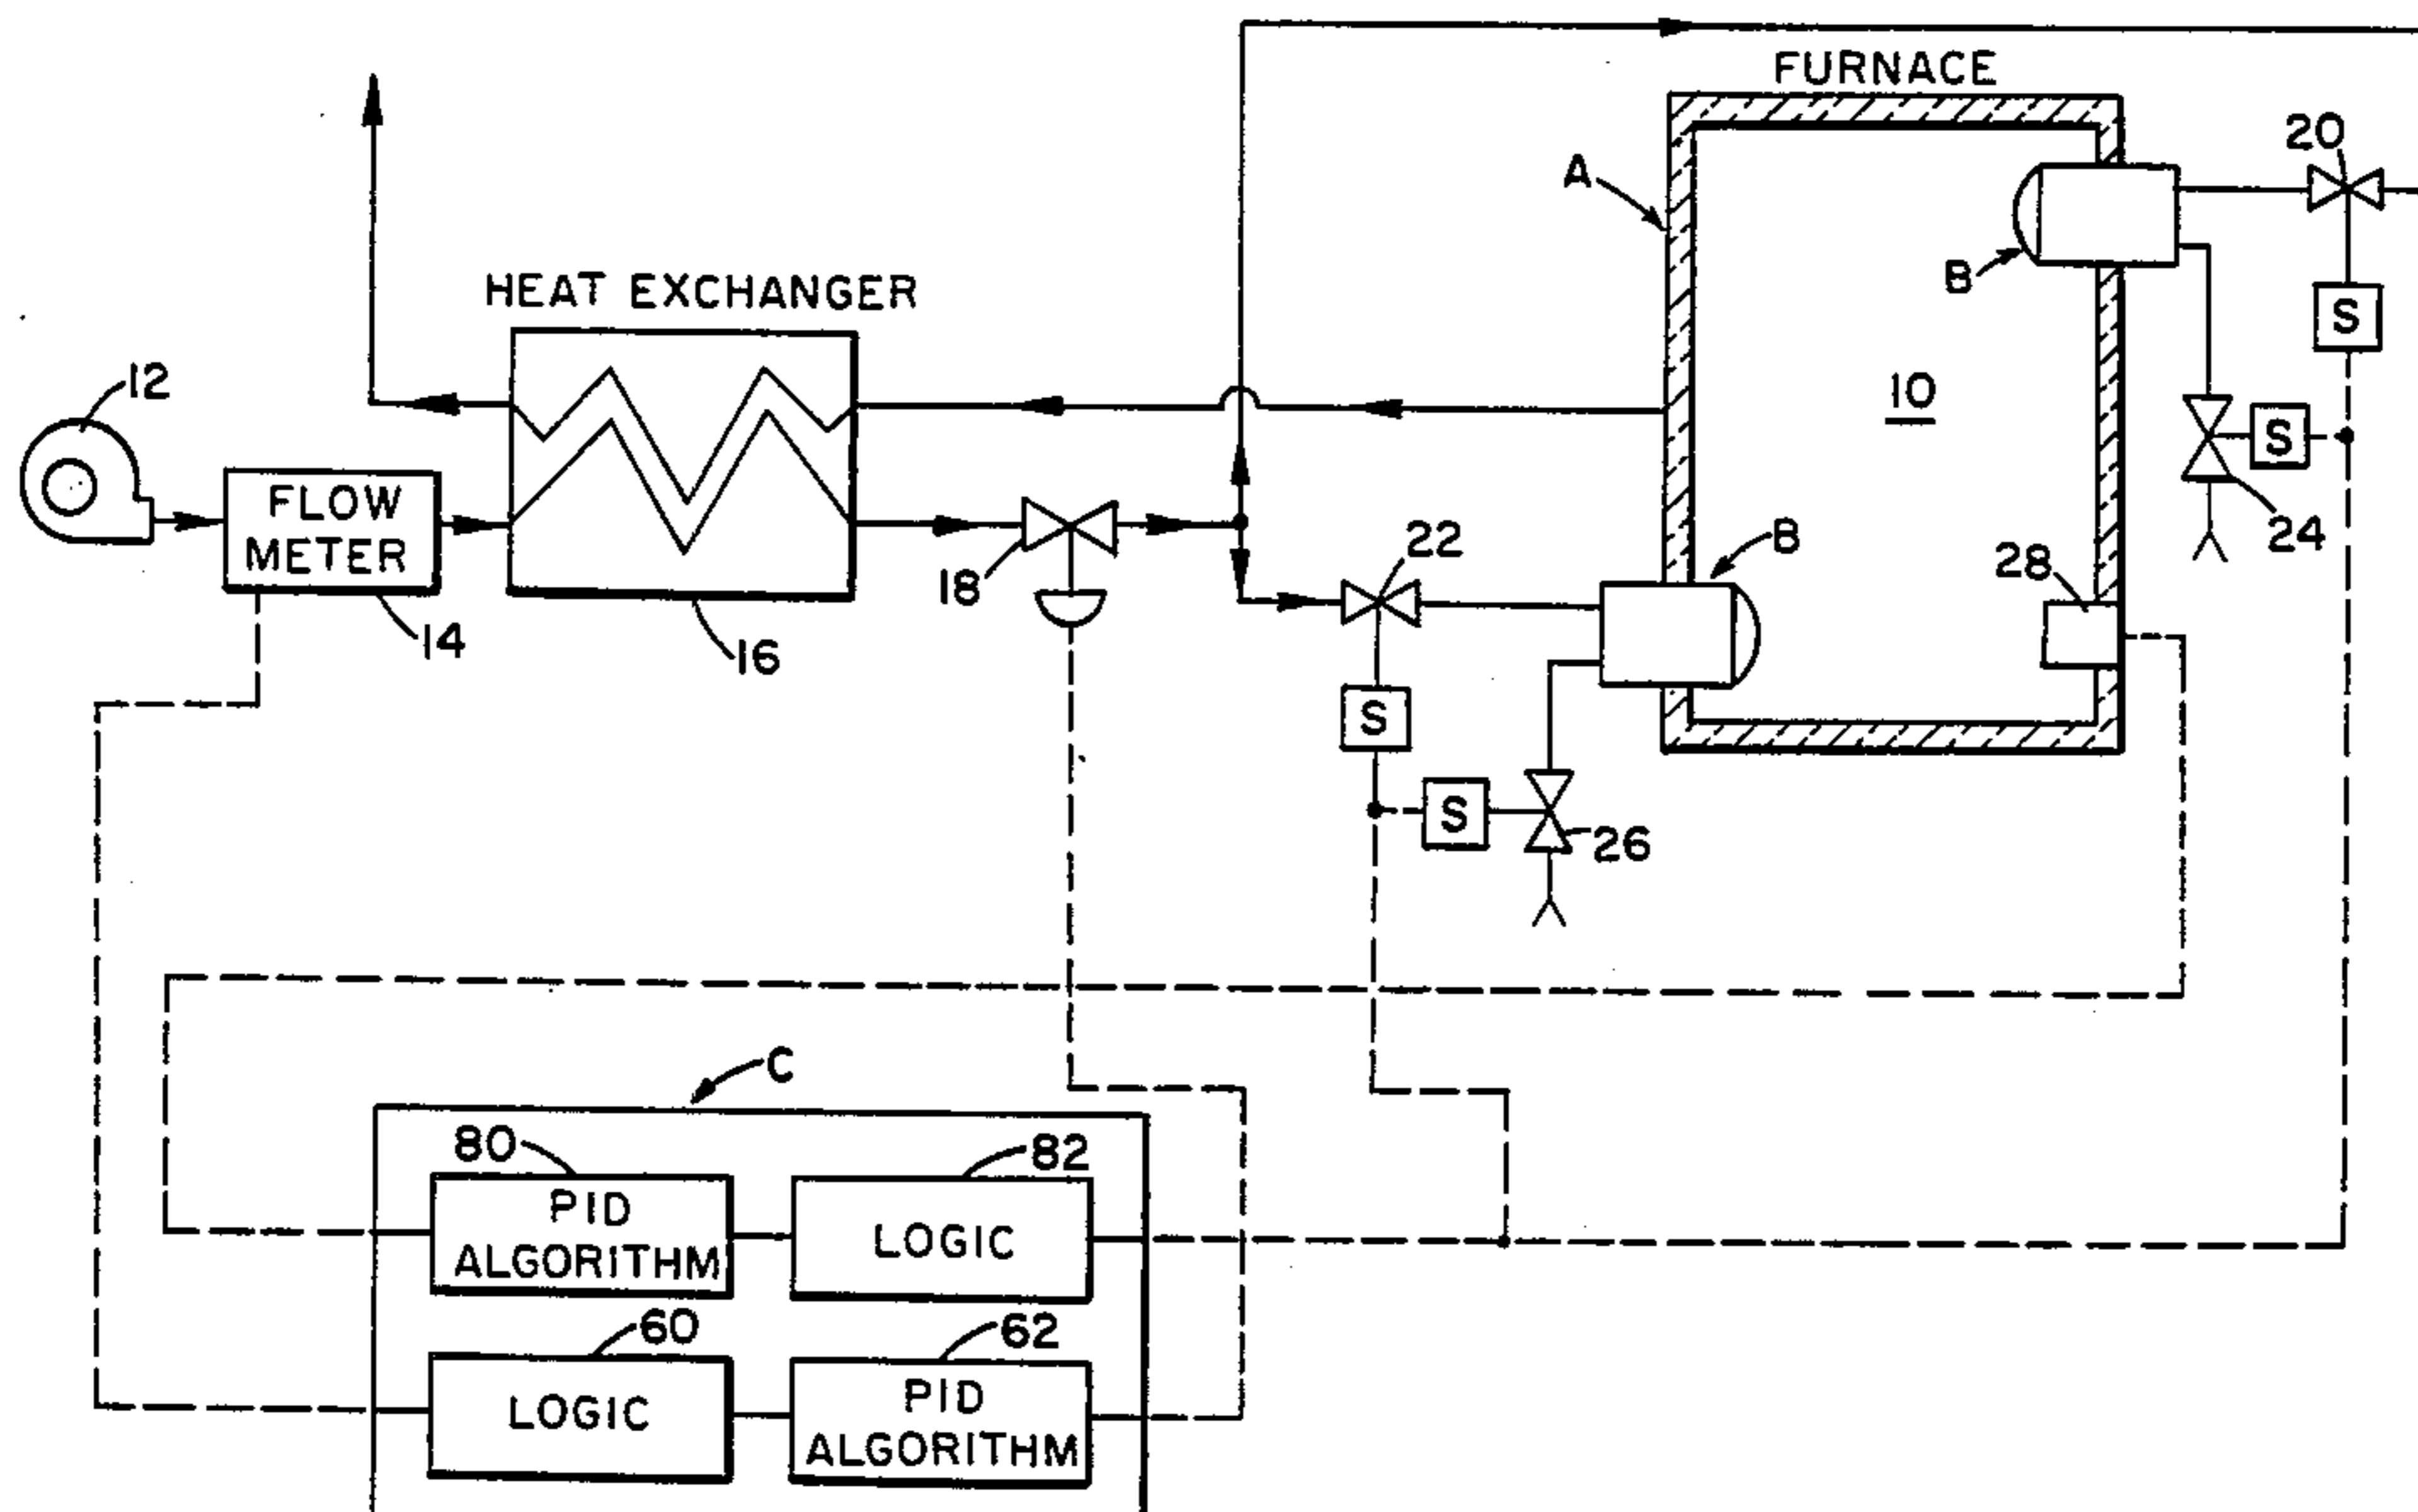 FURNACE
20
A
B
S
HEAT EXCHANGER
12
10
S
FLOW
METER
22
B
24
28
18
14
16
S
S
26
C
80
82
PID
ALGORITHM
LOGIC
60
62
LOGIC
PID
ALGORITHM